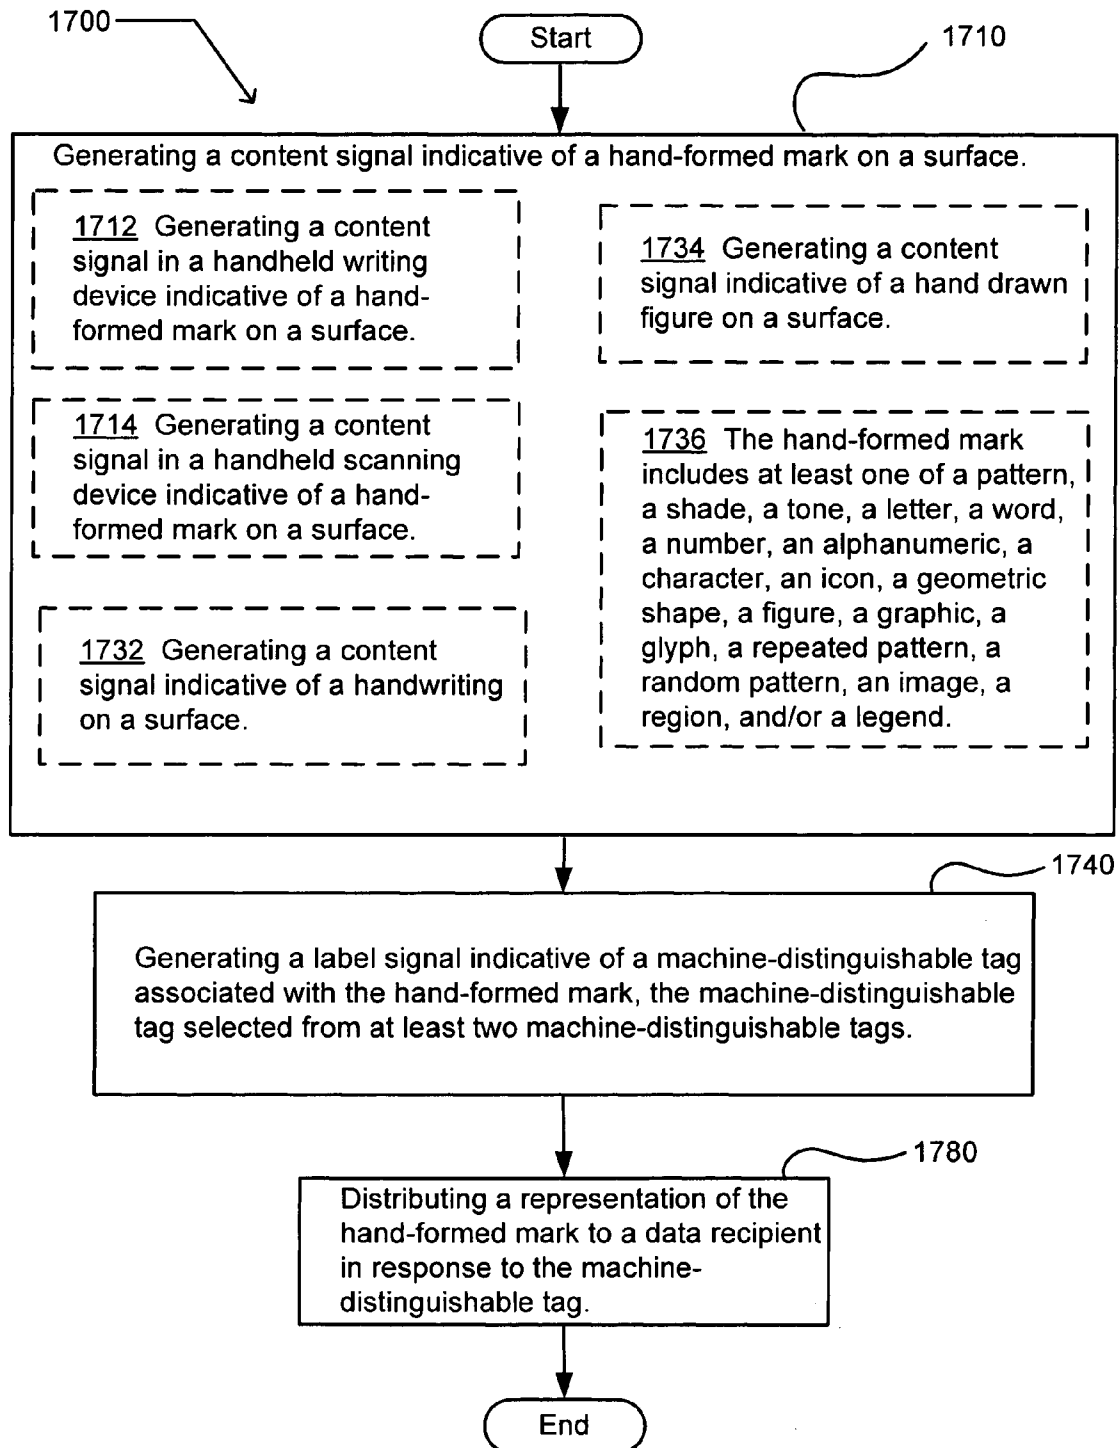 1700
Start
1710
Generating a content signal indicative of a hand-formed mark on a surface.
1712 Generating a content
signal in a handheld writing
device indicative of a hand-
formed mark on a surface.
1714 Generating a content
signal in a handheld scanning
device indicative of a hand-
formed mark on a surface.
1732 Generating a content
signal indicative of a handwriting
on a surface.
1734 Generating a content
signal indicative of a hand drawn
figure on a surface.
1736 The hand-formed mark
includes at least one of a pattern,
a shade, a tone, a letter, a word,
a number, an alphanumeric, a
character, an icon, a geometric
shape, a figure, a graphic, a
glyph, a repeated pattern, a
random pattern, an image, a
region, and/or a legend.
1740
Generating a label signal indicative of a machine-distinguishable tag
associated with the hand-formed mark, the machine-distinguishable
tag selected from at least two machine-distinguishable tags.
1780
Distributing a representation of the
hand-formed mark to a data recipient
in response to the machine-
distinguishable tag.
End